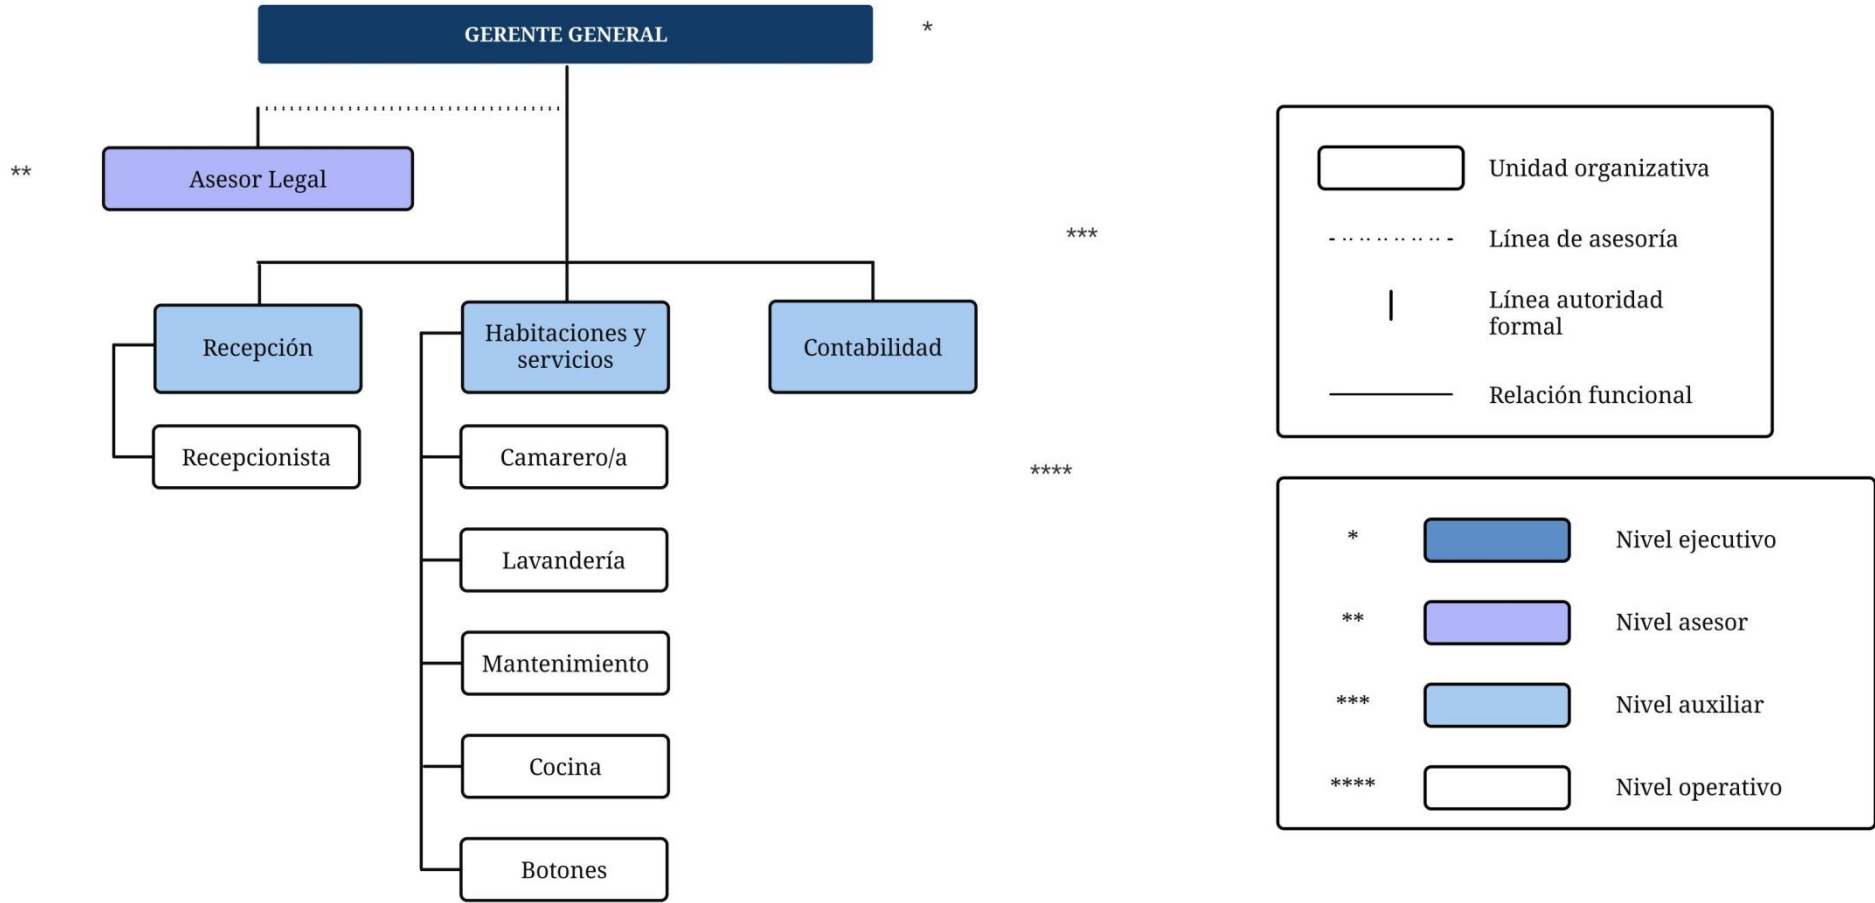 GERENTE GENERAL
*
Asesor Legal
**
***
Recepción
Habitaciones y
servicios
Contabilidad
Recepcionista
Camarero/a
****
Lavandería
Mantenimiento
Cocina
Botones
Unidad organizativa
Línea de asesoría
Línea autoridad
formal
Relación funcional
* Nivel ejecutivo
** Nivel asesor
*** Nivel auxiliar
**** Nivel operativo